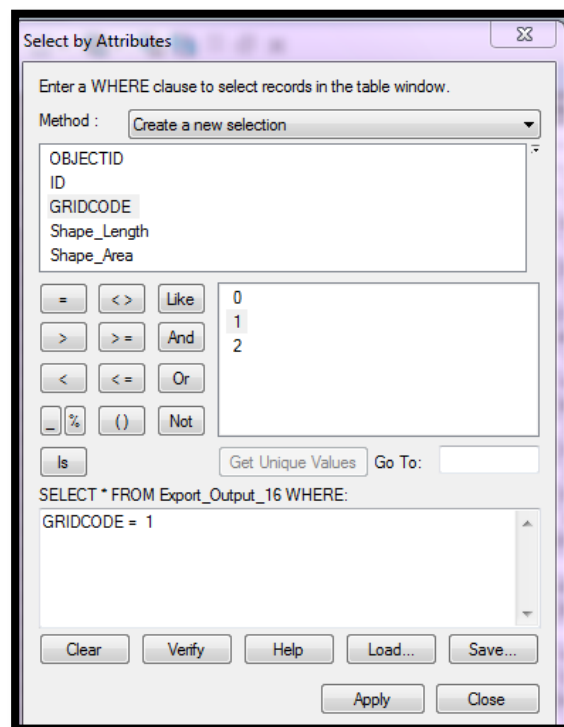 Select by Attributes
Enter a WHERE clause to select records in the table window.
Method : Create a new selection
OBJECTID
ID
GRIDCODE
Shape_Length
Shape_Area
= < > Like
> > = And
< < = Or
_ % () Not
Is
0
1
2
Get Unique Values Go To:
SELECT * FROM Export_Output_16 WHERE:
GRIDCODE = 1
Clear Verify Help Load... Save...
Apply Close